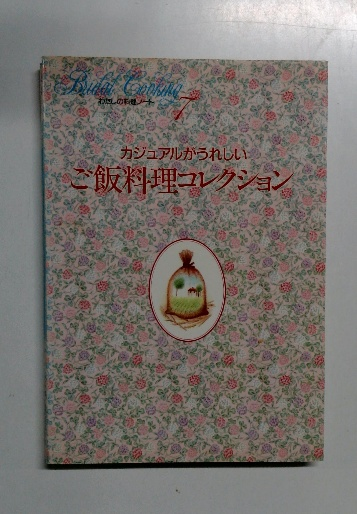 Bridal Cooking
わたしの料理ノート
7
カジュアルがうれしい
ご飯料理コレクション